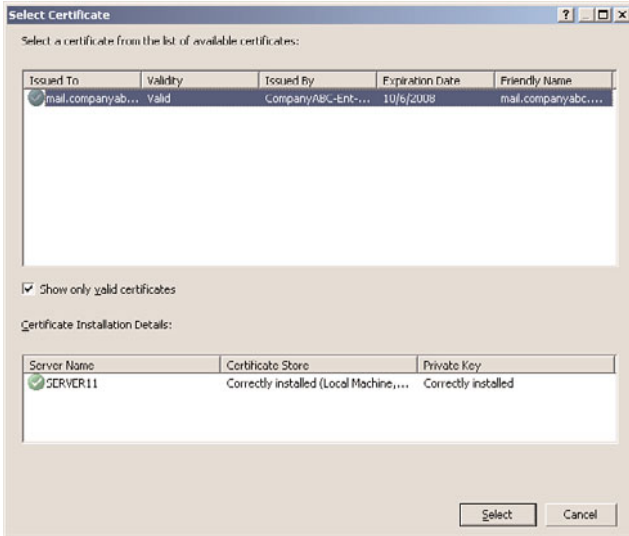 Select Certificate
Select a certificate from the list of available certificates:
Issued To Validity Issued By Expiration Date Friendly Name
mail.companyab... Valid CompanyABC-Ent-... 10/6/2008 mail.companyabc....
Show only valid certificates
Certificate Installation Details:
Server Name Certificate Store Private Key
SERVER11 Correctly installed (Local Machine,... Correctly installed
Select Cancel